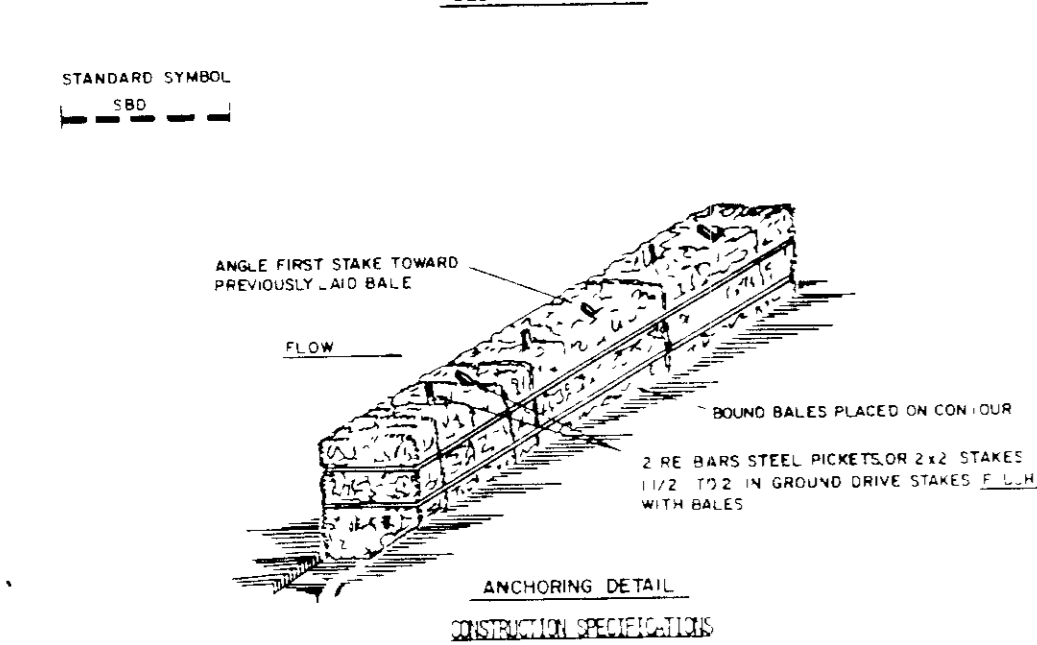 STANDARD SYMBOL
SBD
ANGLE FIRST STAKE TOWARD
PREVIOUSLY LAID BALE
FLOW
BOUND BALES PLACED ON CONTOUR
2 RE BARS STEEL PICKETS, OR 2x2 STAKES
1 1/2 TO 2 IN GROUND DRIVE STAKES
WITH BALES
ANCHORING DETAIL
CONSTRUCTION SPECIFICATIONS